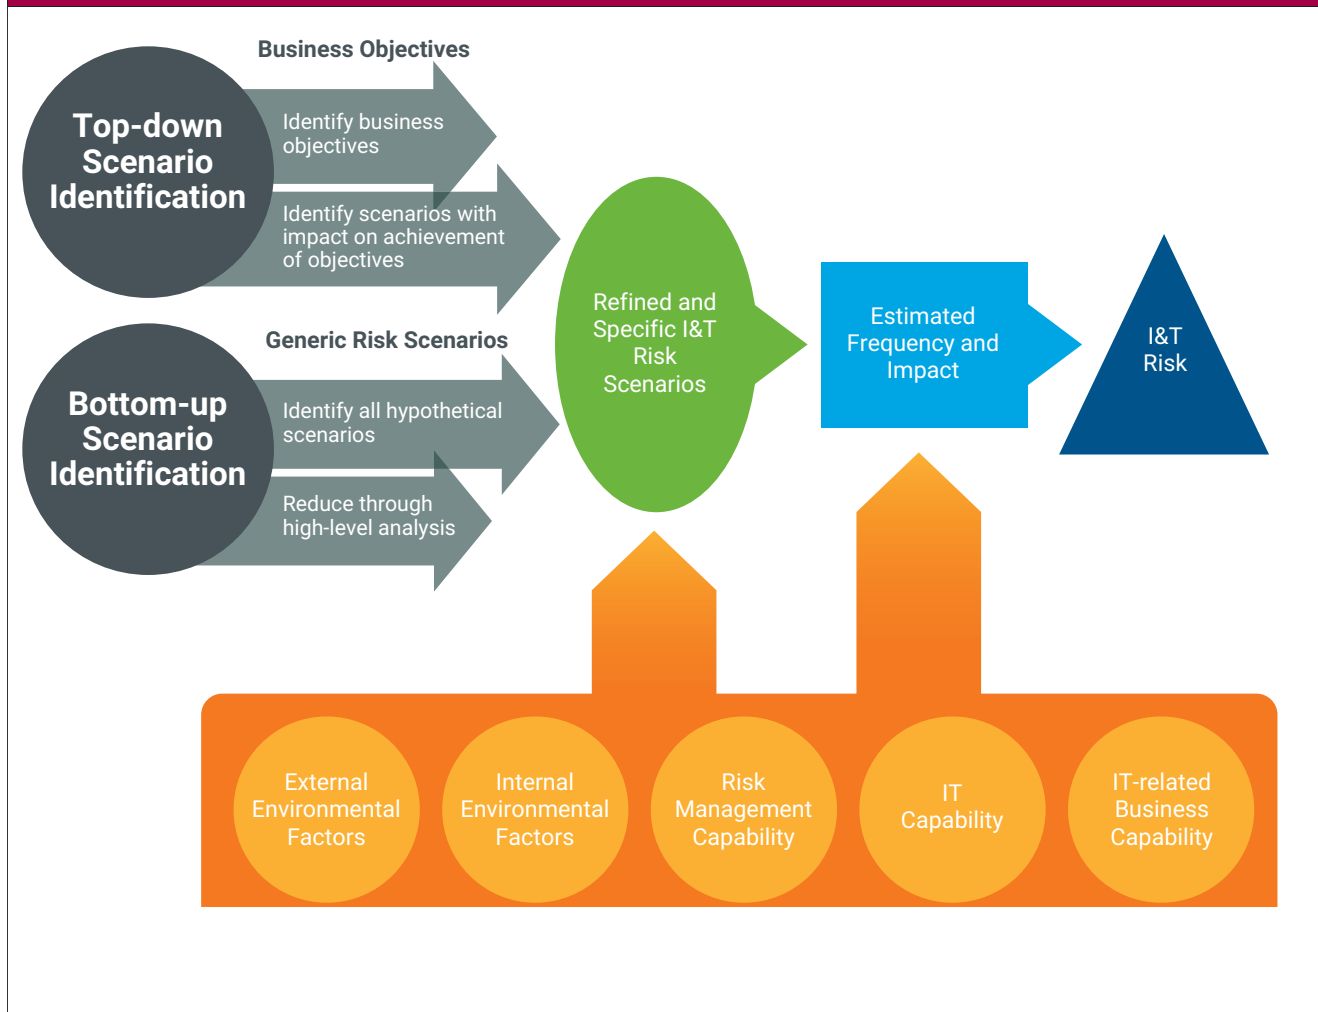 Business Objectives
Top-down
Scenario
Identification
Identify business
objectives
Identify scenarios with
impact on achievement
of objectives
Generic Risk Scenarios
Bottom-up
Scenario
Identification
Identify all hypothetical
scenarios
Reduce through
high-level analysis
Refined and
Specific I&T
Risk
Scenarios
Estimated
Frequency and
Impact
I&T
Risk
External
Environmental
Factors
Internal
Environmental
Factors
Risk
Management
Capability
IT
Capability
IT-related
Business
Capability